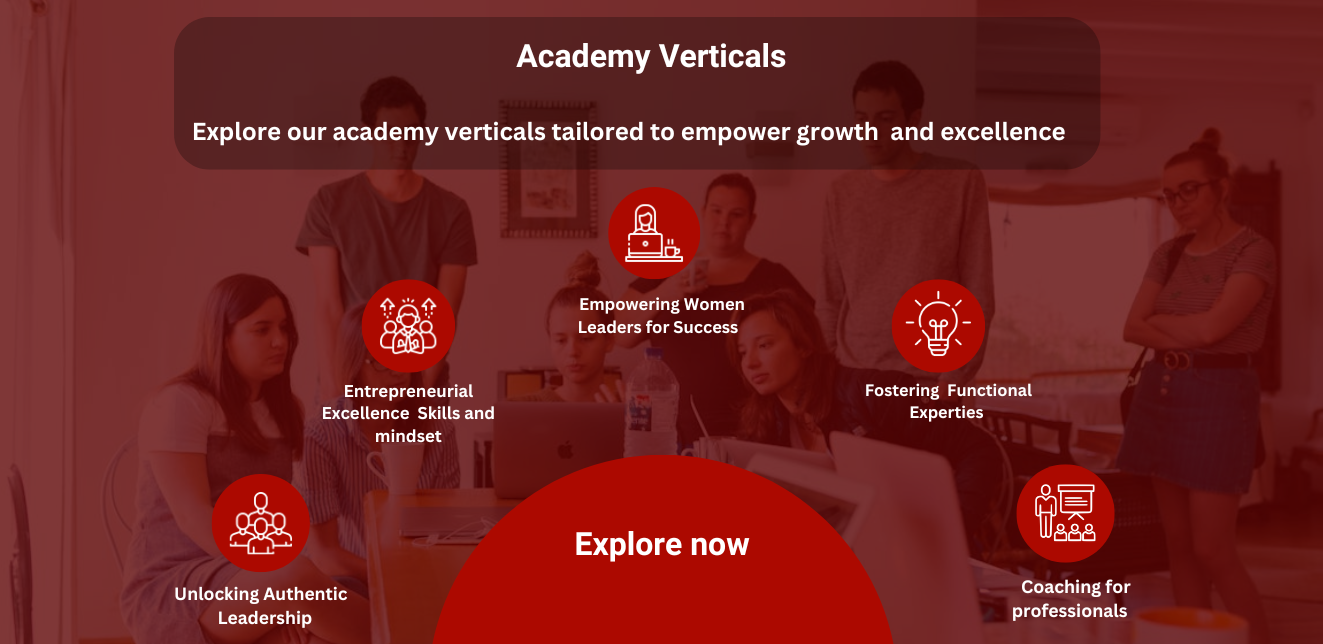 Academy Verticals
Explore our academy verticals tailored to empower growth and excellence
Empowering Women
Leaders for Success
Entrepreneurial
Excellence Skills and
mindset
Fostering Functional
Experties
Unlocking Authentic
Leadership
Explore now
Coaching for
professionals